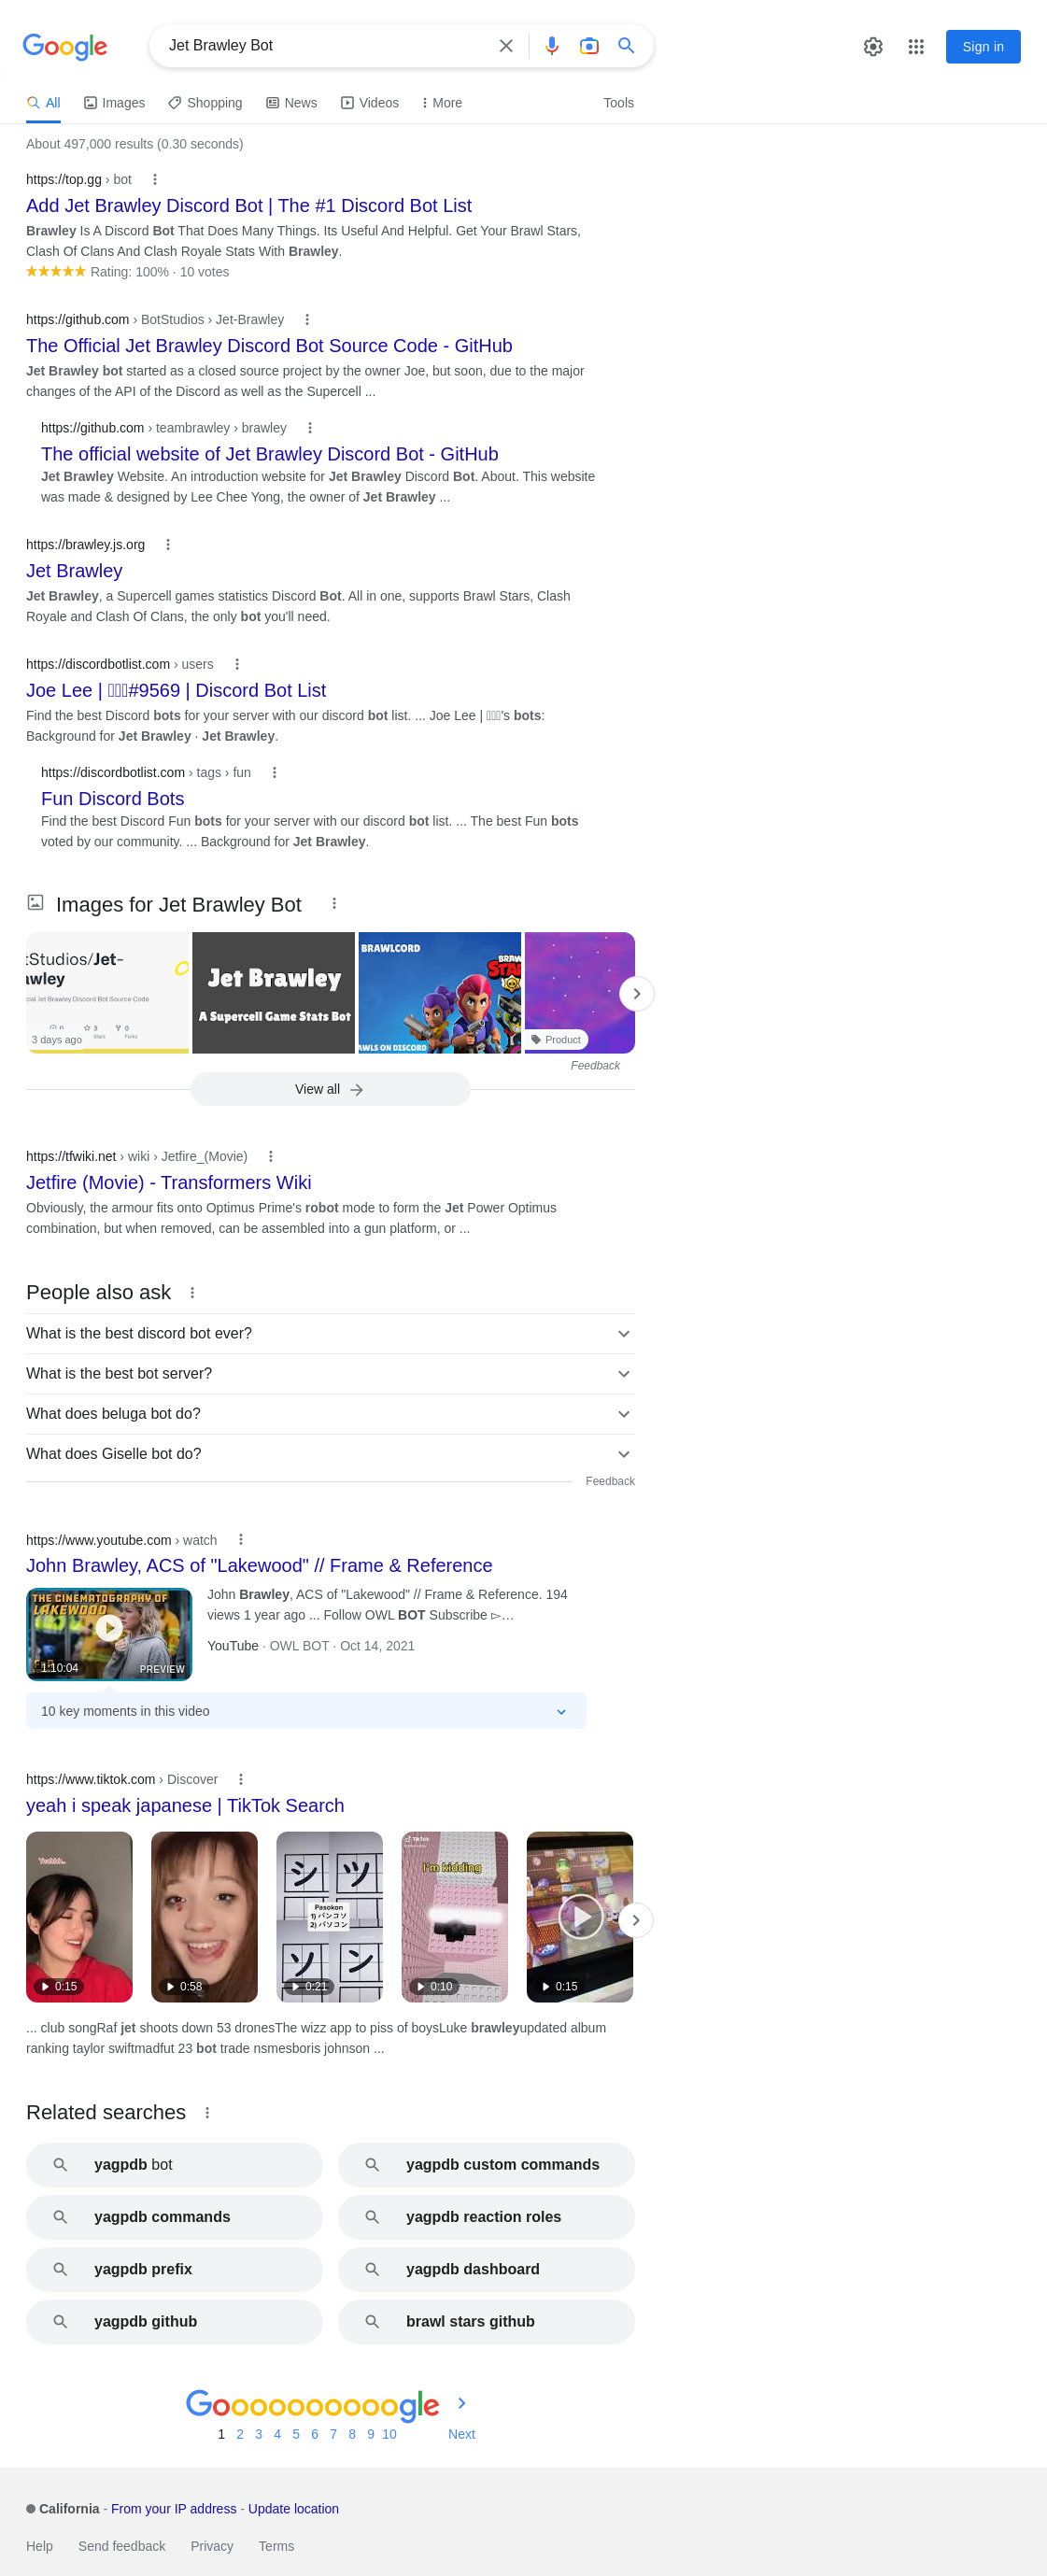 Google
Jet Brawley Bot
Sign in
All
Images
Shopping
News
Videos
More
Tools
About 497,000 results (0.30 seconds)
https://top.gg › bot
Add Jet Brawley Discord Bot | The #1 Discord Bot List
Brawley Is A Discord Bot That Does Many Things. Its Useful And Helpful. Get Your Brawl Stars,
Clash Of Clans And Clash Royale Stats With Brawley.
Rating: 100% · 10 votes
https://github.com › BotStudios › Jet-Brawley
The Official Jet Brawley Discord Bot Source Code - GitHub
Jet Brawley bot started as a closed source project by the owner Joe, but soon, due to the major
changes of the API of the Discord as well as the Supercell ...
https://github.com › teambrawley › brawley
The official website of Jet Brawley Discord Bot - GitHub
Jet Brawley Website. An introduction website for Jet Brawley Discord Bot. About. This website
was made & designed by Lee Chee Yong, the owner of Jet Brawley ...
https://brawley.js.org
Jet Brawley
Jet Brawley, a Supercell games statistics Discord Bot. All in one, supports Brawl Stars, Clash
Royale and Clash Of Clans, the only bot you'll need.
https://discordbotlist.com › users
Joe Lee | #9569 | Discord Bot List
Find the best Discord bots for your server with our discord bot list. ... Joe Lee | 's bots:
Background for Jet Brawley · Jet Brawley.
https://discordbotlist.com › tags › fun
Fun Discord Bots
Find the best Discord Fun bots for your server with our discord bot list. ... The best Fun bots
voted by our community. ... Background for Jet Brawley.
Images for Jet Brawley Bot
tStudios/Jet-
awley
cial Jet Brawley Discord Bot Source Code
0
3
0
Stars
Forks
3 days ago
Jet Brawley
A Supercell Game Stats Bot
BRAWLCORD
BRAW
STA
AWLS ON DISCORD
Product
Feedback
View all
https://tfwiki.net › wiki › Jetfire_(Movie)
Jetfire (Movie) - Transformers Wiki
Obviously, the armour fits onto Optimus Prime's robot mode to form the Jet Power Optimus
combination, but when removed, can be assembled into a gun platform, or ...
People also ask
What is the best discord bot ever?
What is the best bot server?
What does beluga bot do?
What does Giselle bot do?
Feedback
https://www.youtube.com › watch
John Brawley, ACS of "Lakewood" // Frame & Reference
THE CINEMATOGRAPHY OF
LAKEWOOD
1:10:04
PREVIEW
John Brawley, ACS of "Lakewood" // Frame & Reference. 194
views 1 year ago ... Follow OWL BOT Subscribe ▻…
YouTube · OWL BOT · Oct 14, 2021
10 key moments in this video
https://www.tiktok.com › Discover
yeah i speak japanese | TikTok Search
Yeahhh..
0:15
0:58
シ ツ
Pasokon
1) パンコソ
2) パソコン
ソ ン
0:21
TikTok
I'm kidding
0:10
0:15
... club songRaf jet shoots down 53 dronesThe wizz app to piss of boysLuke brawleyupdated album
ranking taylor swiftmadfut 23 bot trade nsmesboris johnson ...
Related searches
yagpdb bot
yagpdb custom commands
yagpdb commands
yagpdb reaction roles
yagpdb prefix
yagpdb dashboard
yagpdb github
brawl stars github
Goooooooooogle
1 2 3 4 5 6 7 8 9 10 Next
California - From your IP address - Update location
Help Send feedback Privacy Terms